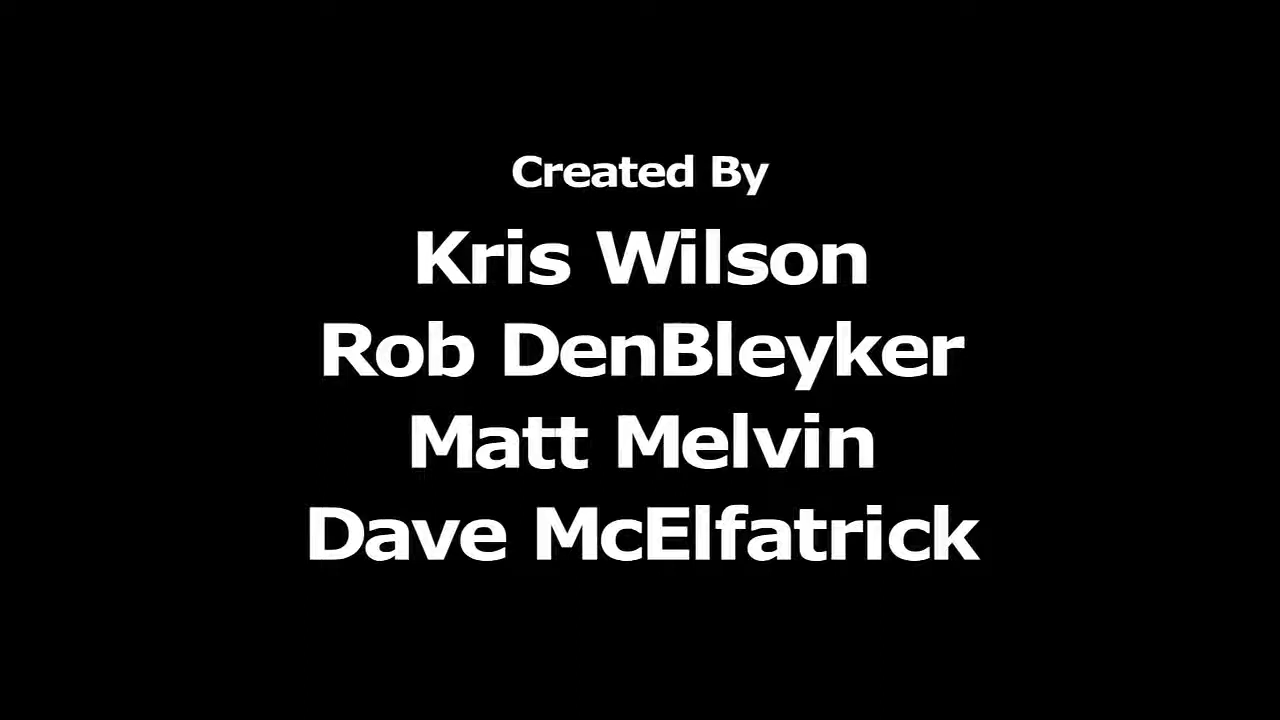 Created By
Kris Wilson
Rob DenBleyker
Matt Melvin
Dave McElfatrick